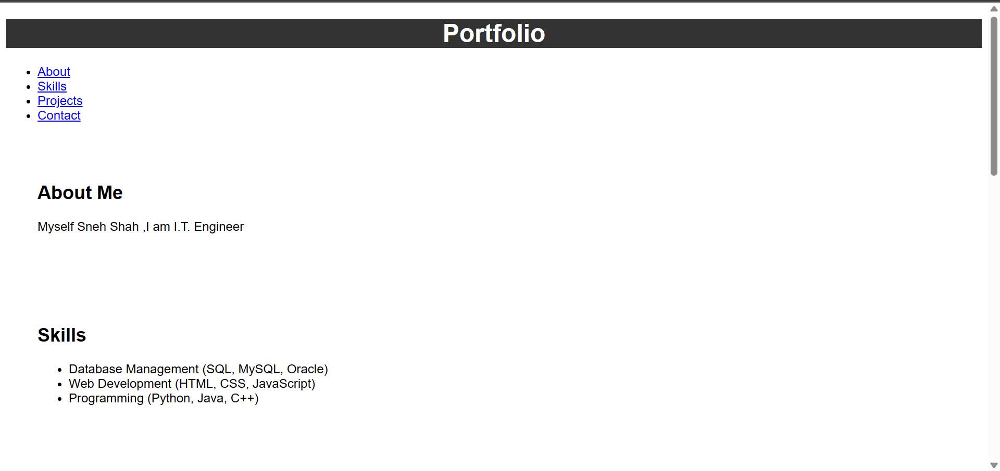 Portfolio
About
Skills
Projects
Contact
About Me
Myself Sneh Shah ,I am I.T. Engineer
Skills
Database Management (SQL, MySQL, Oracle)
Web Development (HTML, CSS, JavaScript)
Programming (Python, Java, C++)